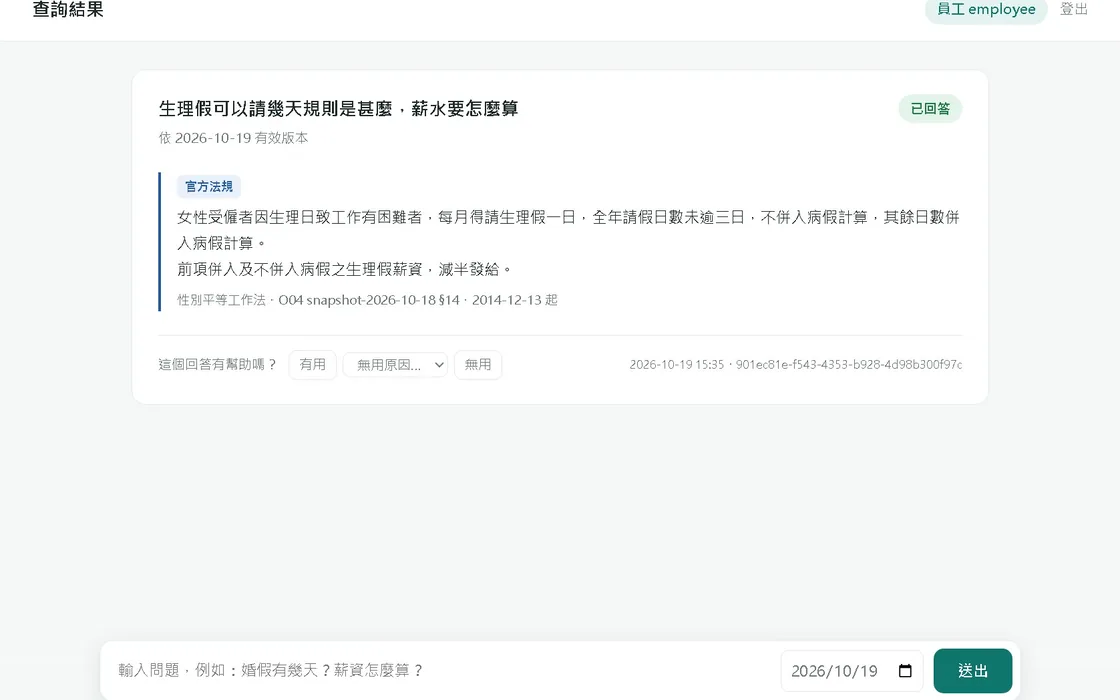 查詢結果
員工 employee
登出
生理假可以請幾天規則是甚麼，薪水要怎麼算
已回答
依 2026-10-19 有效版本
官方法規
女性受僱者因生理日致工作有困難者，每月得請生理假一日，全年請假日數未逾三日，不併入病假計算，其餘日數併
入病假計算。
前項併入及不併入病假之生理假薪資，減半發給。
性別平等工作法 · O04 snapshot-2026-10-18 §14 · 2014-12-13 起
這個回答有幫助嗎？
有用
無用原因...
無用
2026-10-19 15:35 · 901ec81e-f543-4353-b928-4d98b300f97c
輸入問題，例如：婚假有幾天？薪資怎麼算？
2026/10/19
送出